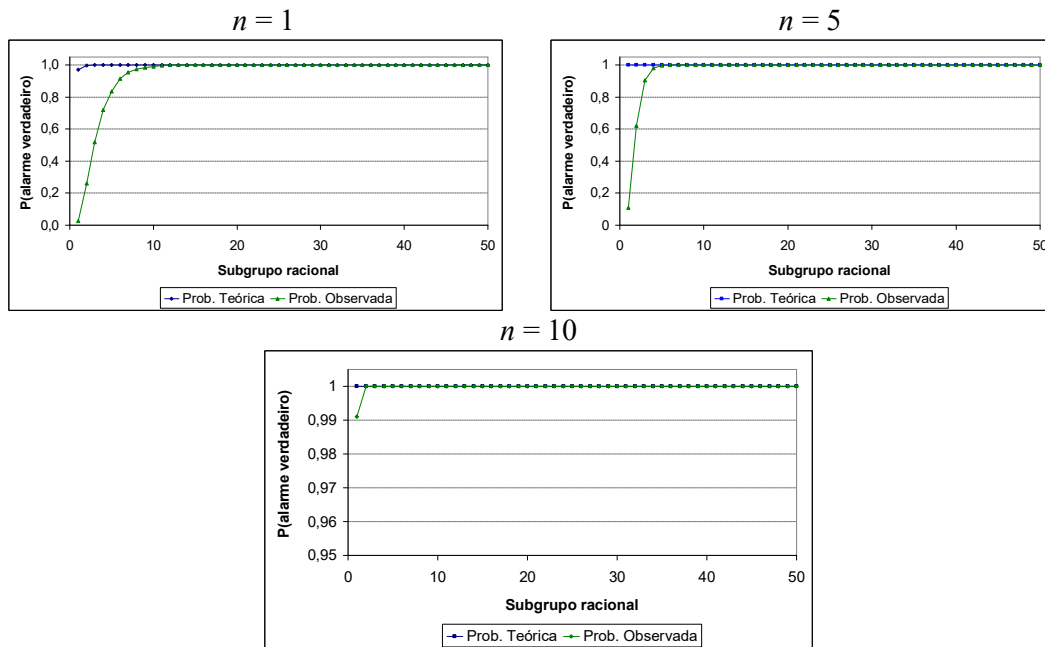 n = 1
P(alarme verdadeiro)
1,0
0,8
0,6
0,4
0,2
0,0
0 10 20 30 40 50
Subgrupo racional
Prob. Teórica Prob. Observada
n = 5
P(alarme verdadeiro)
1
0,8
0,6
0,4
0,2
0
0 10 20 30 40 50
Subgrupo racional
Prob. Teórica Prob. Observada
n = 10
P(alarme verdadeiro)
1
0,99
0,98
0,97
0,96
0,95
0 10 20 30 40 50
Subgrupo racional
Prob. Teórica Prob. Observada